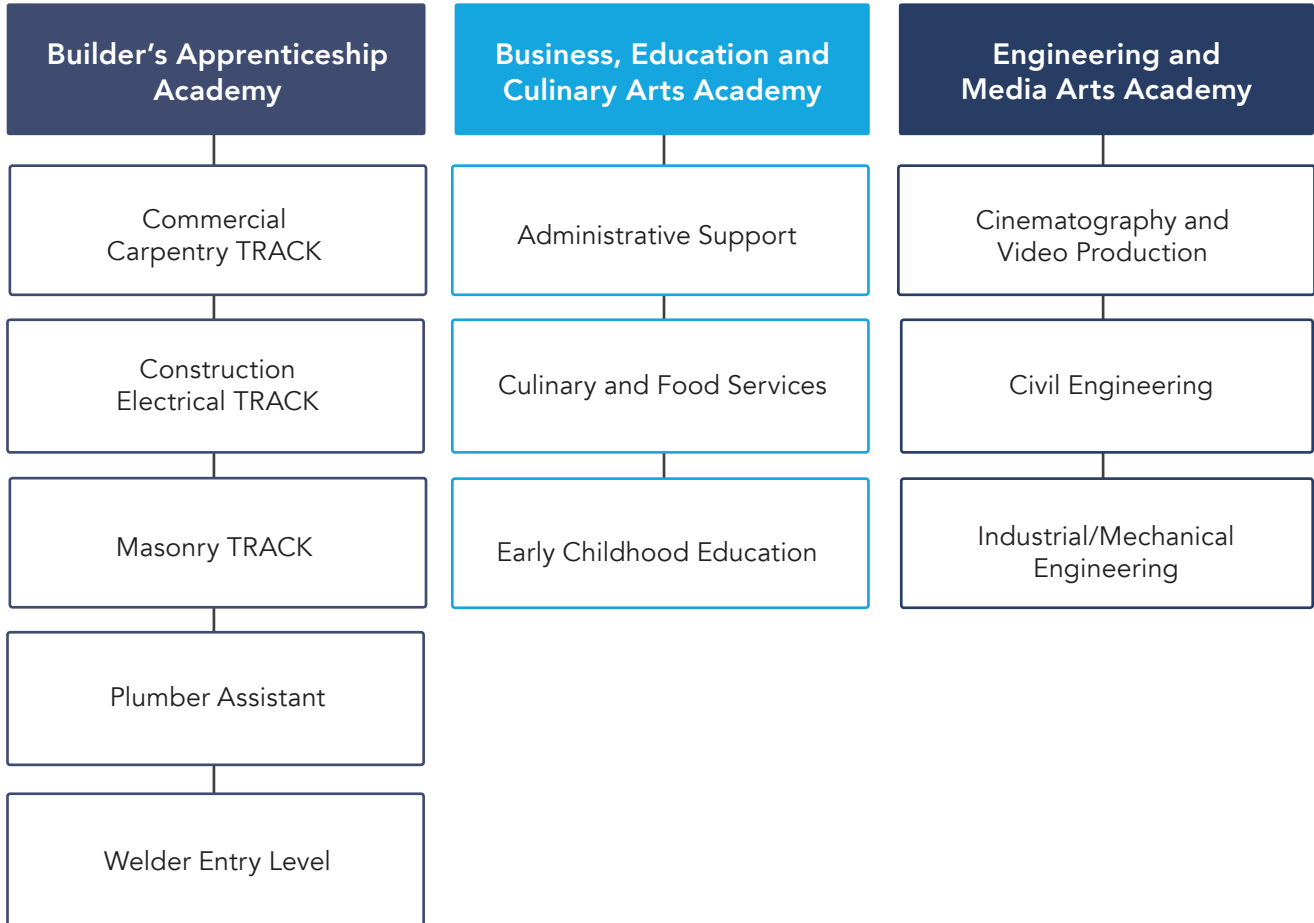 Builder’s Apprenticeship
Academy
Commercial
Carpentry TRACK
Construction
Electrical TRACK
Masonry TRACK
Plumber Assistant
Welder Entry Level
Business, Education and
Culinary Arts Academy
Administrative Support
Culinary and Food Services
Early Childhood Education
Engineering and
Media Arts Academy
Cinematography and
Video Production
Civil Engineering
Industrial/Mechanical
Engineering